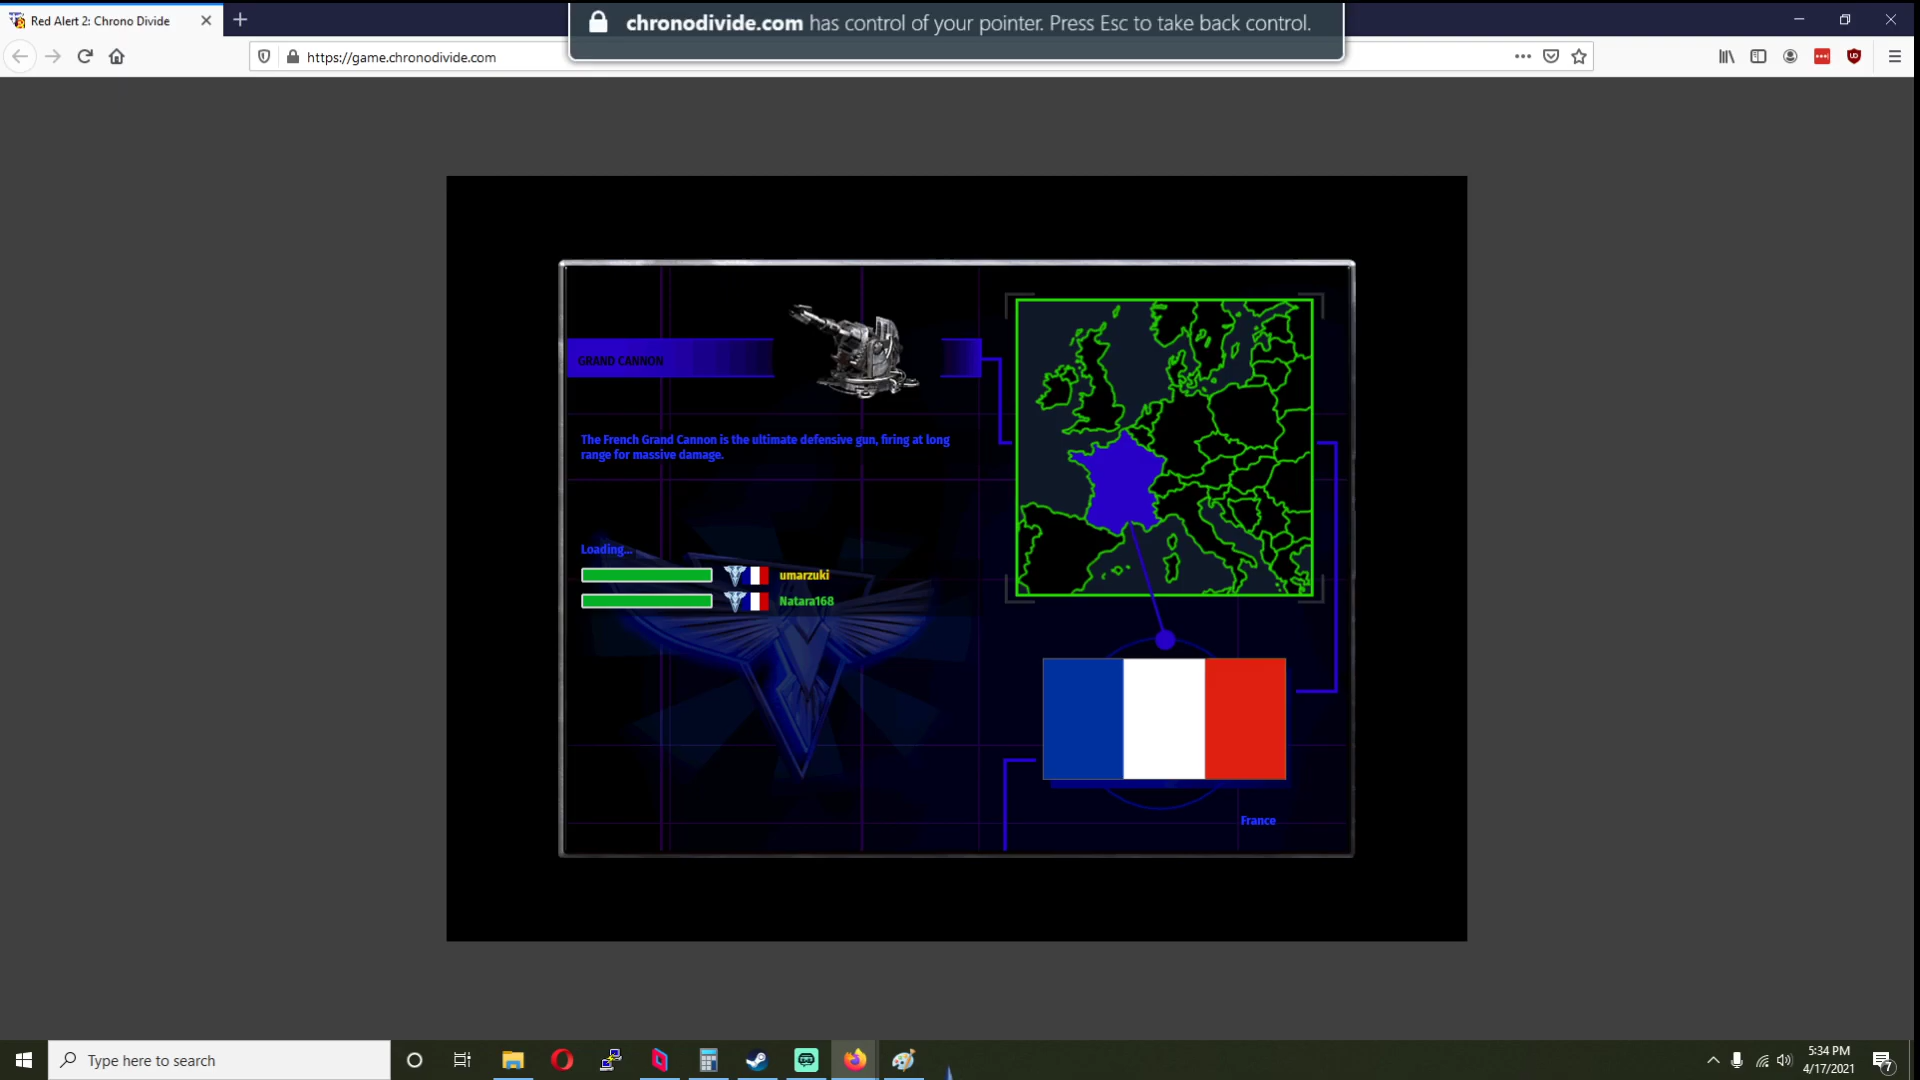 Red Alert 2: Chrono Divide
chronodivide.com has control of your pointer. Press Esc to take back control.
https://game.chronodivide.com
GRAND CANNON
The French Grand Cannon is the ultimate defensive gun, firing at long
range for massive damage.
Loading...
umarzuki
Natara168
France
Type here to search
5:34 PM
4/17/2021
7